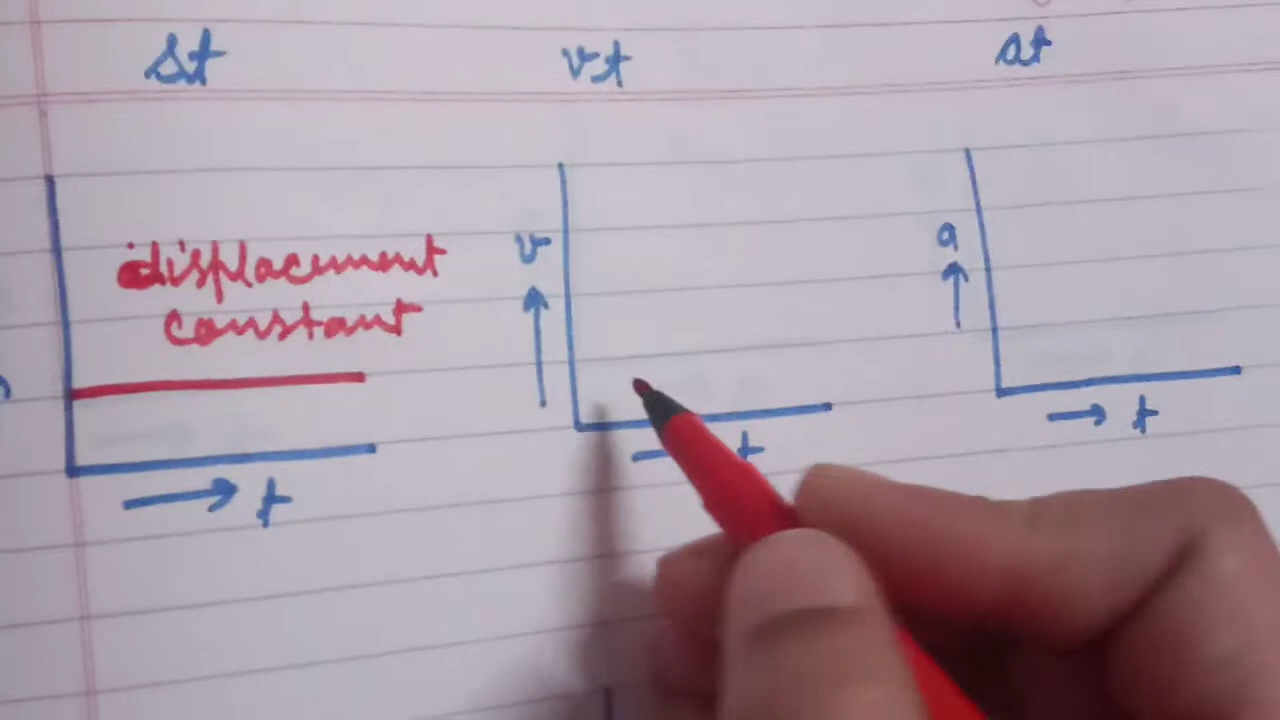 st
vt
at
displacement
constant
v
a
t
t
t